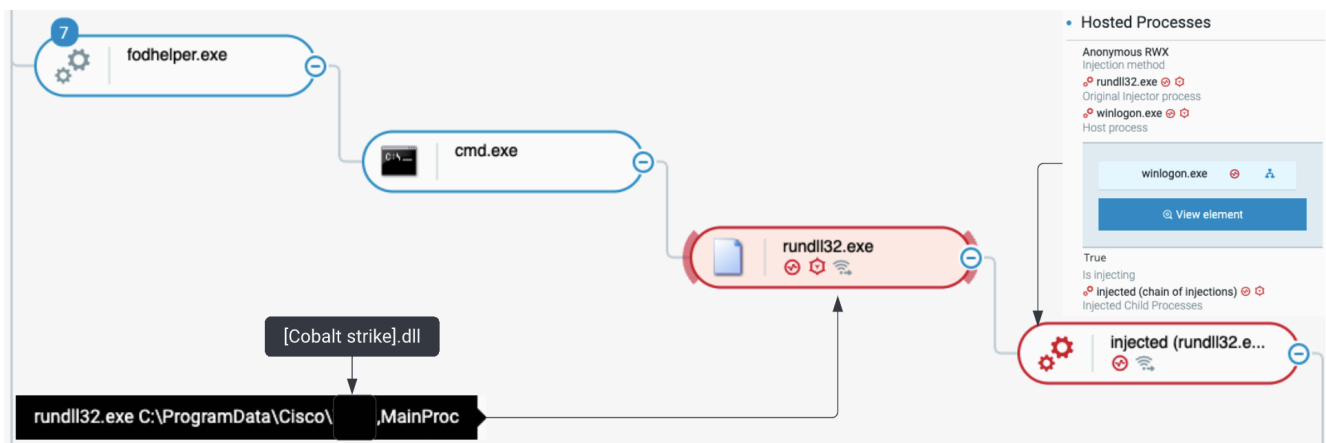 7
fodhelper.exe
cmd.exe
rundll32.exe
[Cobalt strike].dll
rundll32.exe C:\ProgramData\Cisco\ ,MainProc
Hosted Processes
Anonymous RWX
Injection method
rundll32.exe
Original Injector process
winlogon.exe
Host process
winlogon.exe
View element
True
Is injecting
injected (chain of injections)
Injected Child Processes
injected (rundll32.e...